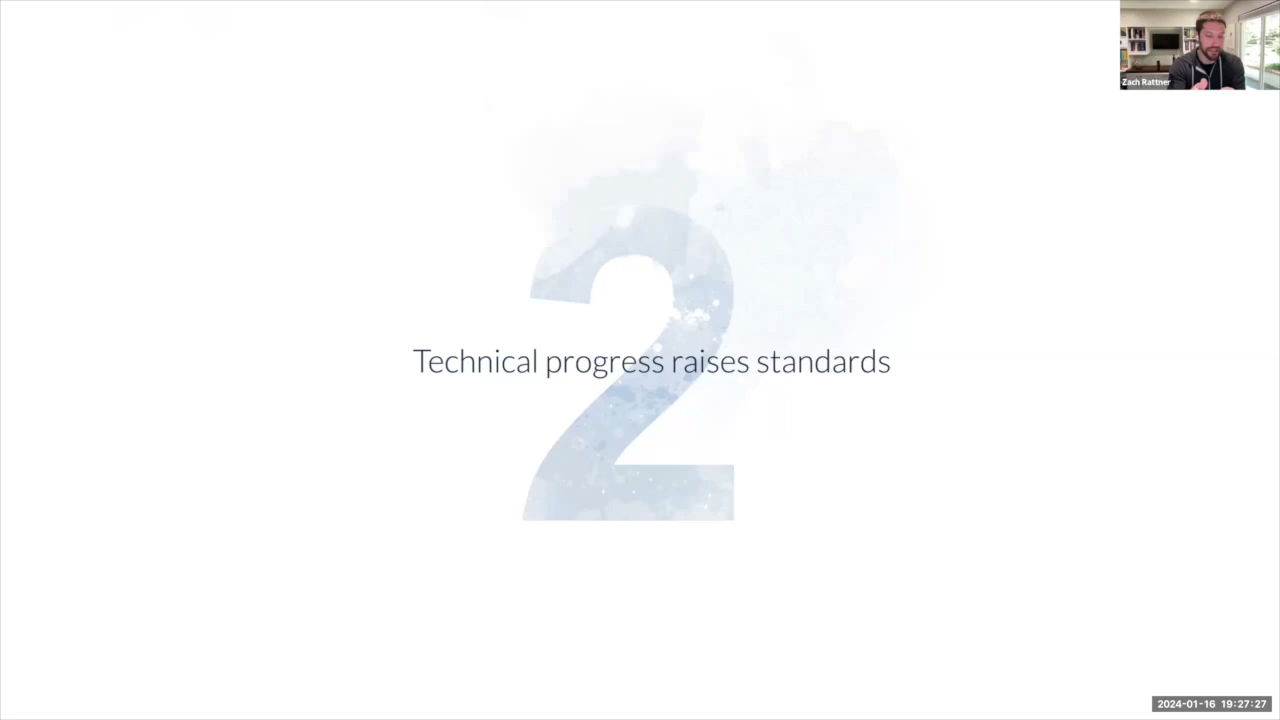 Zach Rattner
2
Technical progress raises standards
2024-01-16 19:27:27